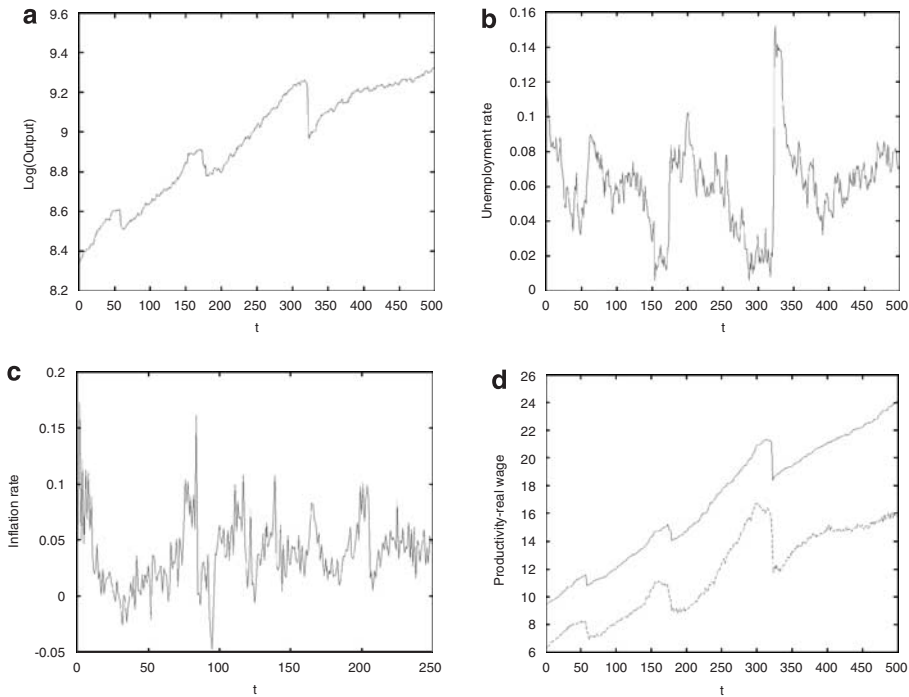 a
9.6
9.4
9.2
9
8.8
8.6
8.4
8.2
Log(Output)
0 50 100 150 200 250 300 350 400 450 500
t
b
0.16
0.14
0.12
0.1
0.08
0.06
0.04
0.02
0
Unemployment rate
0 50 100 150 200 250 300 350 400 450 500
t
c
0.2
0.15
0.1
0.05
0
-0.05
Inflation rate
0 50 100 150 200 250
t
d
26
24
22
20
18
16
14
12
10
8
6
Productivity-real wage
0 50 100 150 200 250 300 350 400 450 500
t